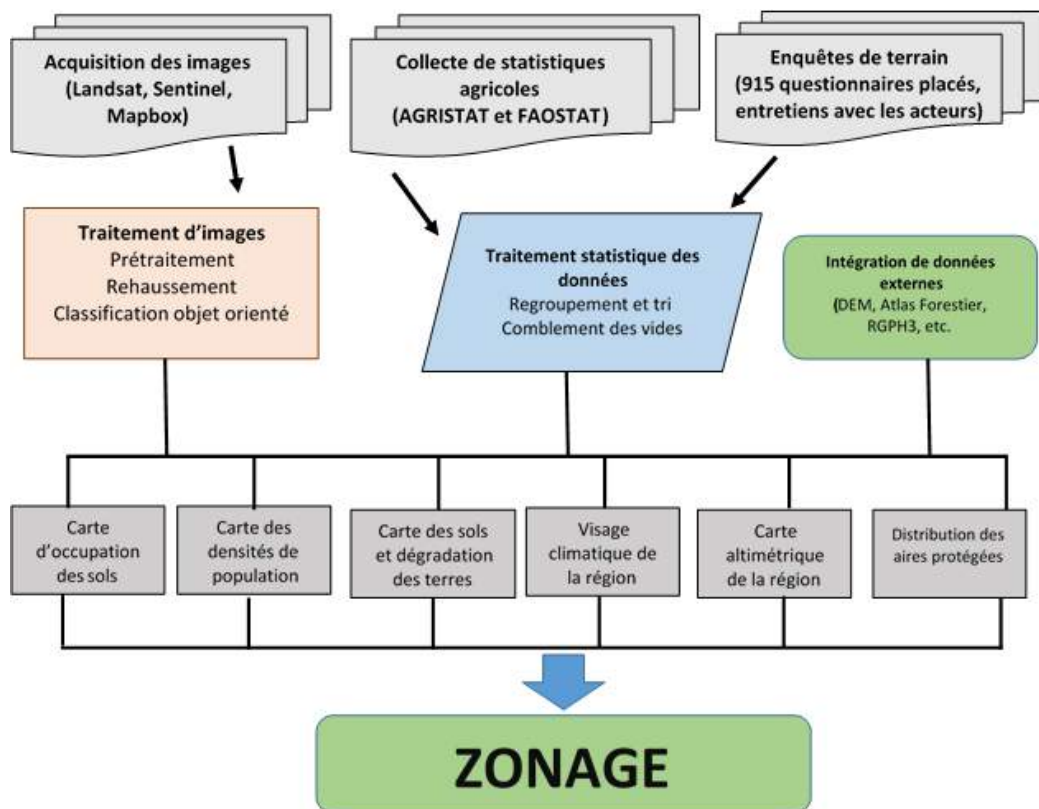 Acquisition des images
(Landsat, Sentinel,
Mapbox)
Collecte de statistiques
agricoles
(AGRISTAT et FAOSTAT)
Enquêtes de terrain
(915 questionnaires placés,
entretiens avec les acteurs)
Traitement d’images
Prétraitement
Rehaussement
Classification objet orienté
Traitement statistique des
données
Regroupement et tri
Comblement des vides
Intégration de données
externes
(DEM, Atlas Forestier,
RGPH3, etc.
Carte
d’occupation
des sols
Carte des
densités de
population
Carte des sols
et dégradation
des terres
Visage
climatique de
la région
Carte
altimétrique
de la région
Distribution des
aires protégées
ZONAGE